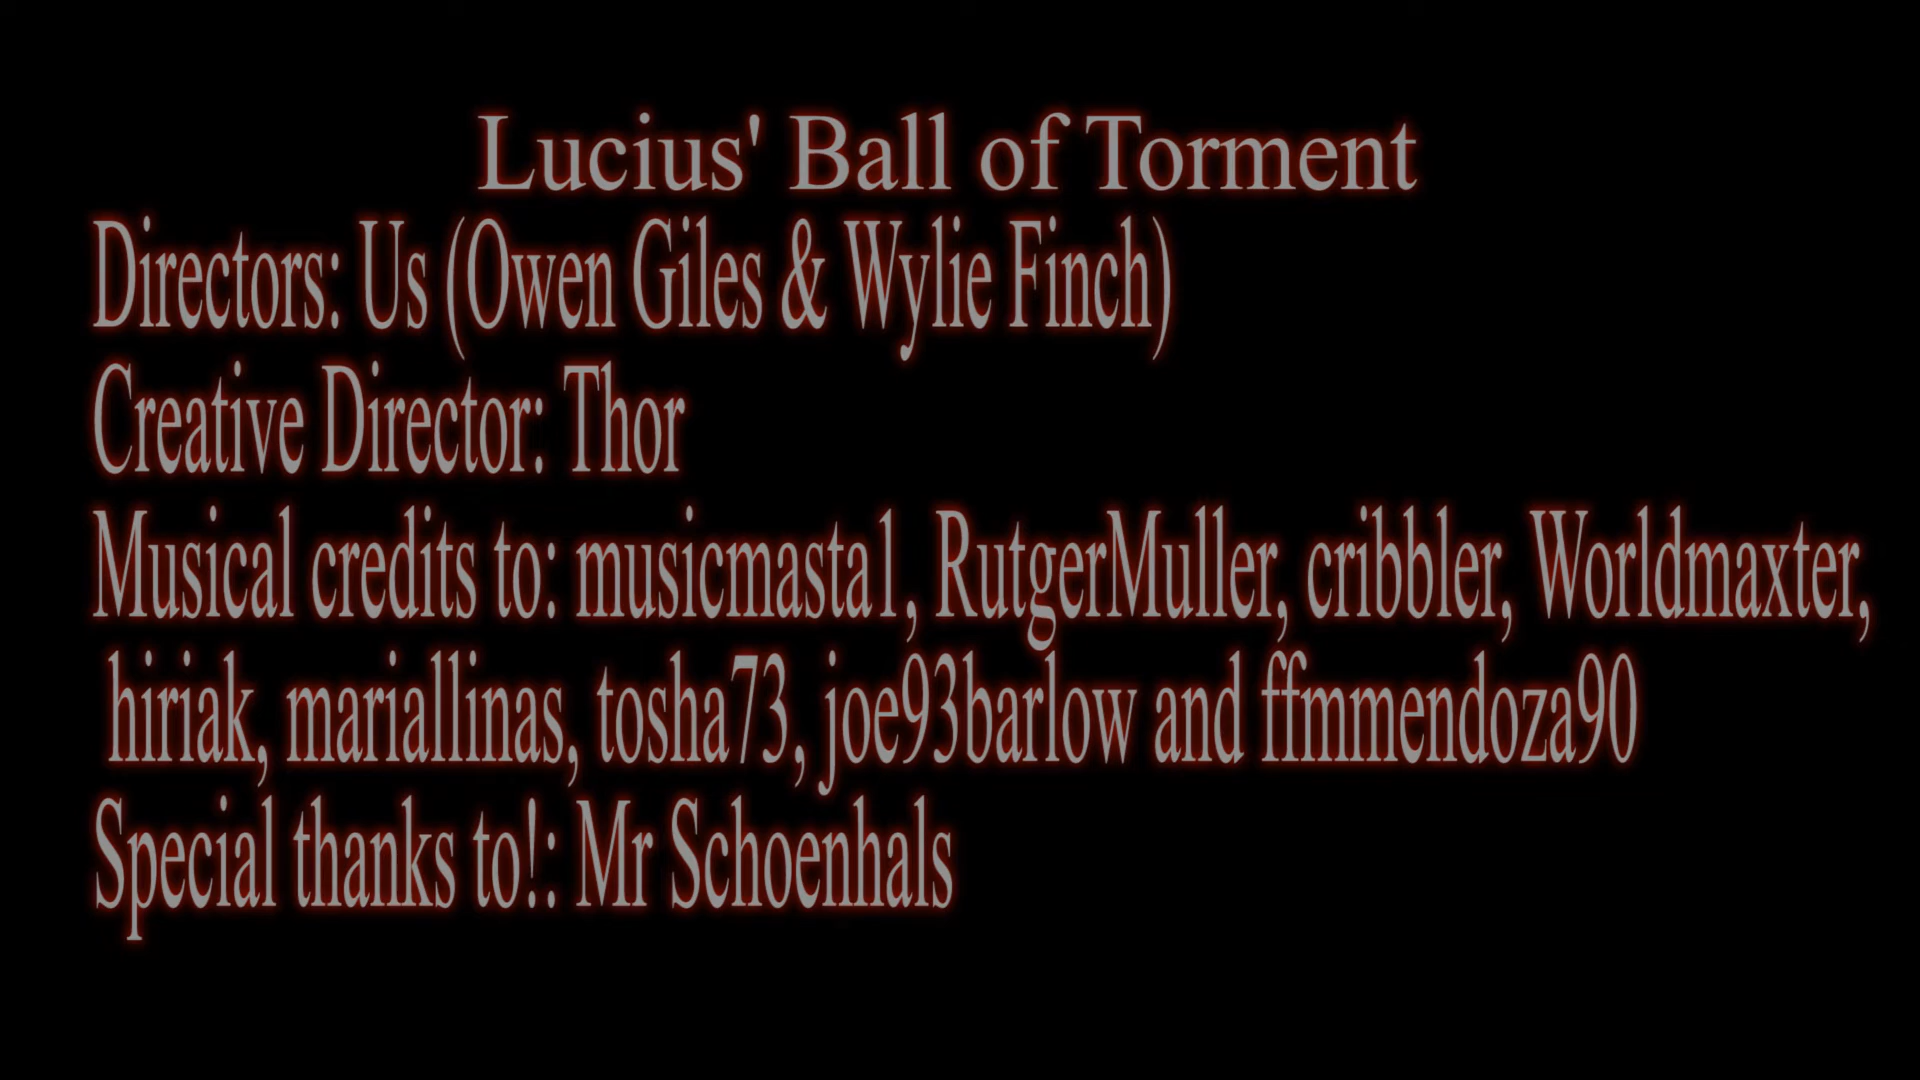 Lucius' Ball of Torment
Directors: Us (Owen Giles & Wylie Finch)
Creative Director: Thor
Musical credits to: musicmasta1, RutgerMuller, cribbler, Worldmaxter,
hiriak, mariallinas, tosha73, joe93barlow and ffmmendoza90
Special thanks to!: Mr Schoenhals